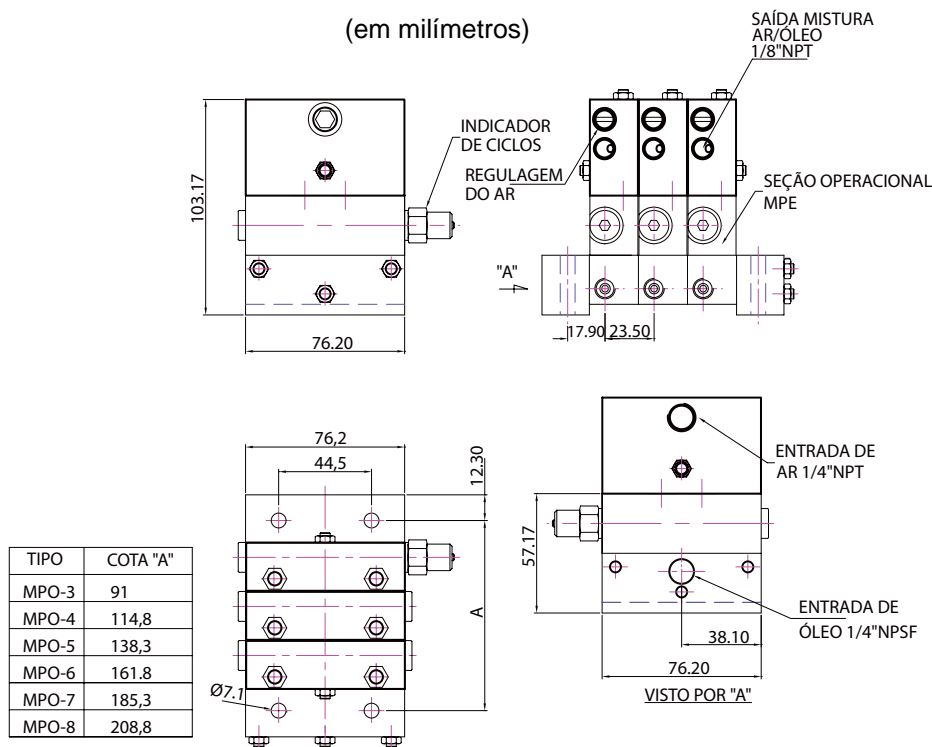 (em milímetros)
SAÍDA MISTURA
AR/ÓLEO
1/8"NPT
INDICADOR
DE CICLOS
REGULAGEM
DO AR
SEÇÃO OPERACIONAL
MPE
103.17
"A"
17.90
23.50
76.20
76,2
44,5
12.30
ENTRADA DE
AR 1/4"NPT
57.17
TIPO COTA "A"
MPO-3 91
MPO-4 114,8
MPO-5 138,3
MPO-6 161.8
MPO-7 185,3
MPO-8 208,8
A
Ø7.1
ENTRADA DE
ÓLEO 1/4"NPSF
38.10
76.20
VISTO POR "A"